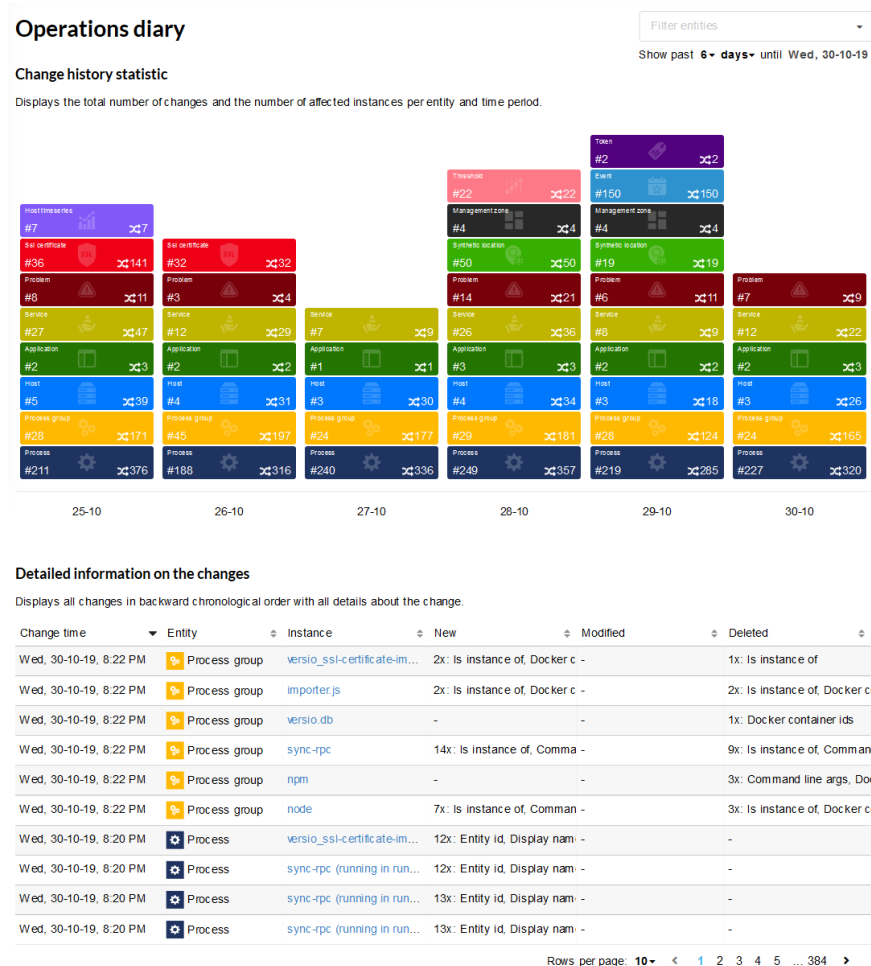 Operations diary
Filter entities
Show past 6 days until Wed, 30-10-19
Change history statistic
Displays the total number of changes and the number of affected instances per entity and time period.
Token
#2 2
Threshold Event
#22 22 #150 150
Host timeseries Management zone Management zone
#7 7 #4 4 #4 4
Ssl certificate Ssl certificate Synthetic location Synthetic location
#36 SSL 141 #32 SSL 32 #50 50 #19 19
Problem Problem Problem Problem Problem
#8 11 #3 4 #14 21 #6 11 #7 9
Service Service Service Service Service Service
#27 47 #12 29 #7 9 #26 36 #8 9 #12 22
Application Application Application Application Application Application
#2 3 #2 2 #1 1 #3 3 #2 2 #2 3
Host Host Host Host Host Host
#5 39 #4 31 #3 30 #4 34 #3 18 #3 26
Process group Process group Process group Process group Process group Process group
#28 171 #45 197 #24 177 #29 181 #28 124 #24 165
Process Process Process Process Process Process
#211 376 #188 316 #240 336 #249 357 #219 285 #227 320
25-10 26-10 27-10 28-10 29-10 30-10
Detailed information on the changes
Displays all changes in backward chronological order with all details about the change.
Change time Entity Instance New Modified Deleted
Wed, 30-10-19, 8:22 PM Process group versio_ssl-certificate-im... 2x: Is instance of, Docker c - 1x: Is instance of
Wed, 30-10-19, 8:22 PM Process group importer.js 2x: Is instance of, Docker c - 2x: Is instance of, Docker c
Wed, 30-10-19, 8:22 PM Process group versio.db - - 1x: Docker container ids
Wed, 30-10-19, 8:22 PM Process group sync-rpc 14x: Is instance of, Comma - 9x: Is instance of, Comman
Wed, 30-10-19, 8:22 PM Process group npm - - 3x: Command line args, Do
Wed, 30-10-19, 8:22 PM Process group node 7x: Is instance of, Comman - 3x: Is instance of, Docker c
Wed, 30-10-19, 8:20 PM Process versio_ssl-certificate-im... 12x: Entity id, Display nam - -
Wed, 30-10-19, 8:20 PM Process sync-rpc (running in run... 12x: Entity id, Display nam - -
Wed, 30-10-19, 8:20 PM Process sync-rpc (running in run... 13x: Entity id, Display nam - -
Wed, 30-10-19, 8:20 PM Process sync-rpc (running in run... 13x: Entity id, Display nam - -
Rows per page: 10 < 1 2 3 4 5 ... 384 >